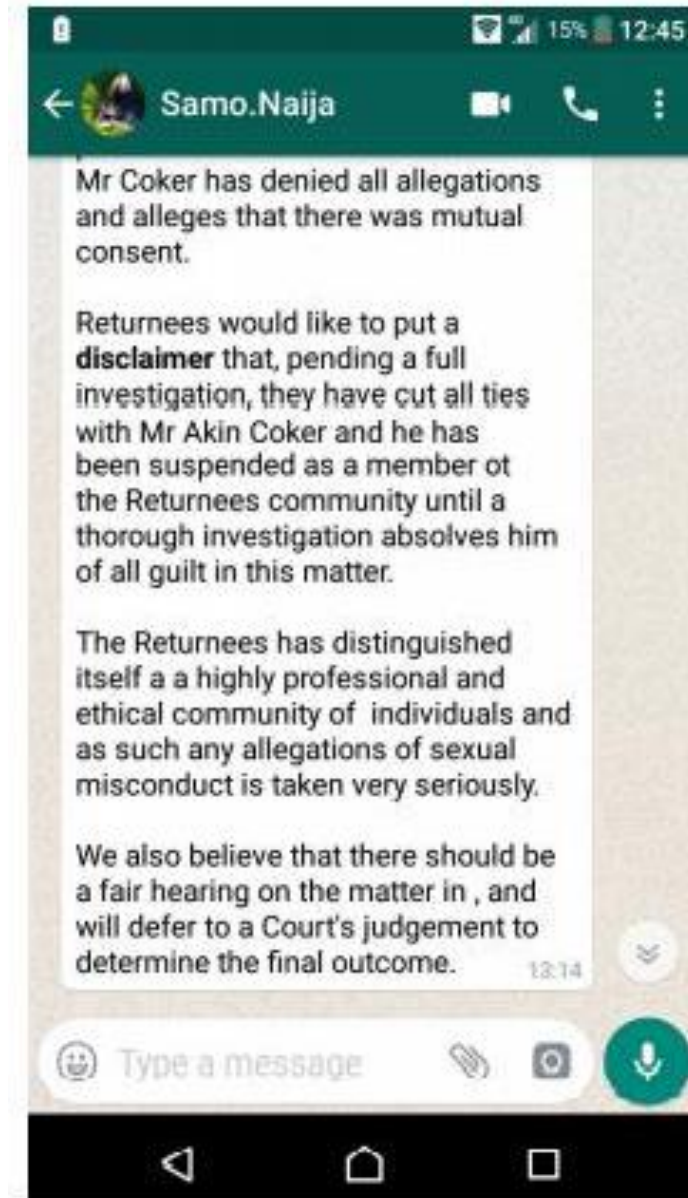 15% 12:45
Samo.Naija
Mr Coker has denied all allegations
and alleges that there was mutual
consent.
Returnees would like to put a
disclaimer that, pending a full
investigation, they have cut all ties
with Mr Akin Coker and he has
been suspended as a member ot
the Returnees community until a
thorough investigation absolves him
of all guilt in this matter.
The Returnees has distinguished
itself a a highly professional and
ethical community of individuals and
as such any allegations of sexual
misconduct is taken very seriously.
We also believe that there should be
a fair hearing on the matter in , and
will defer to a Court's judgement to
determine the final outcome.
13:14
Type a message